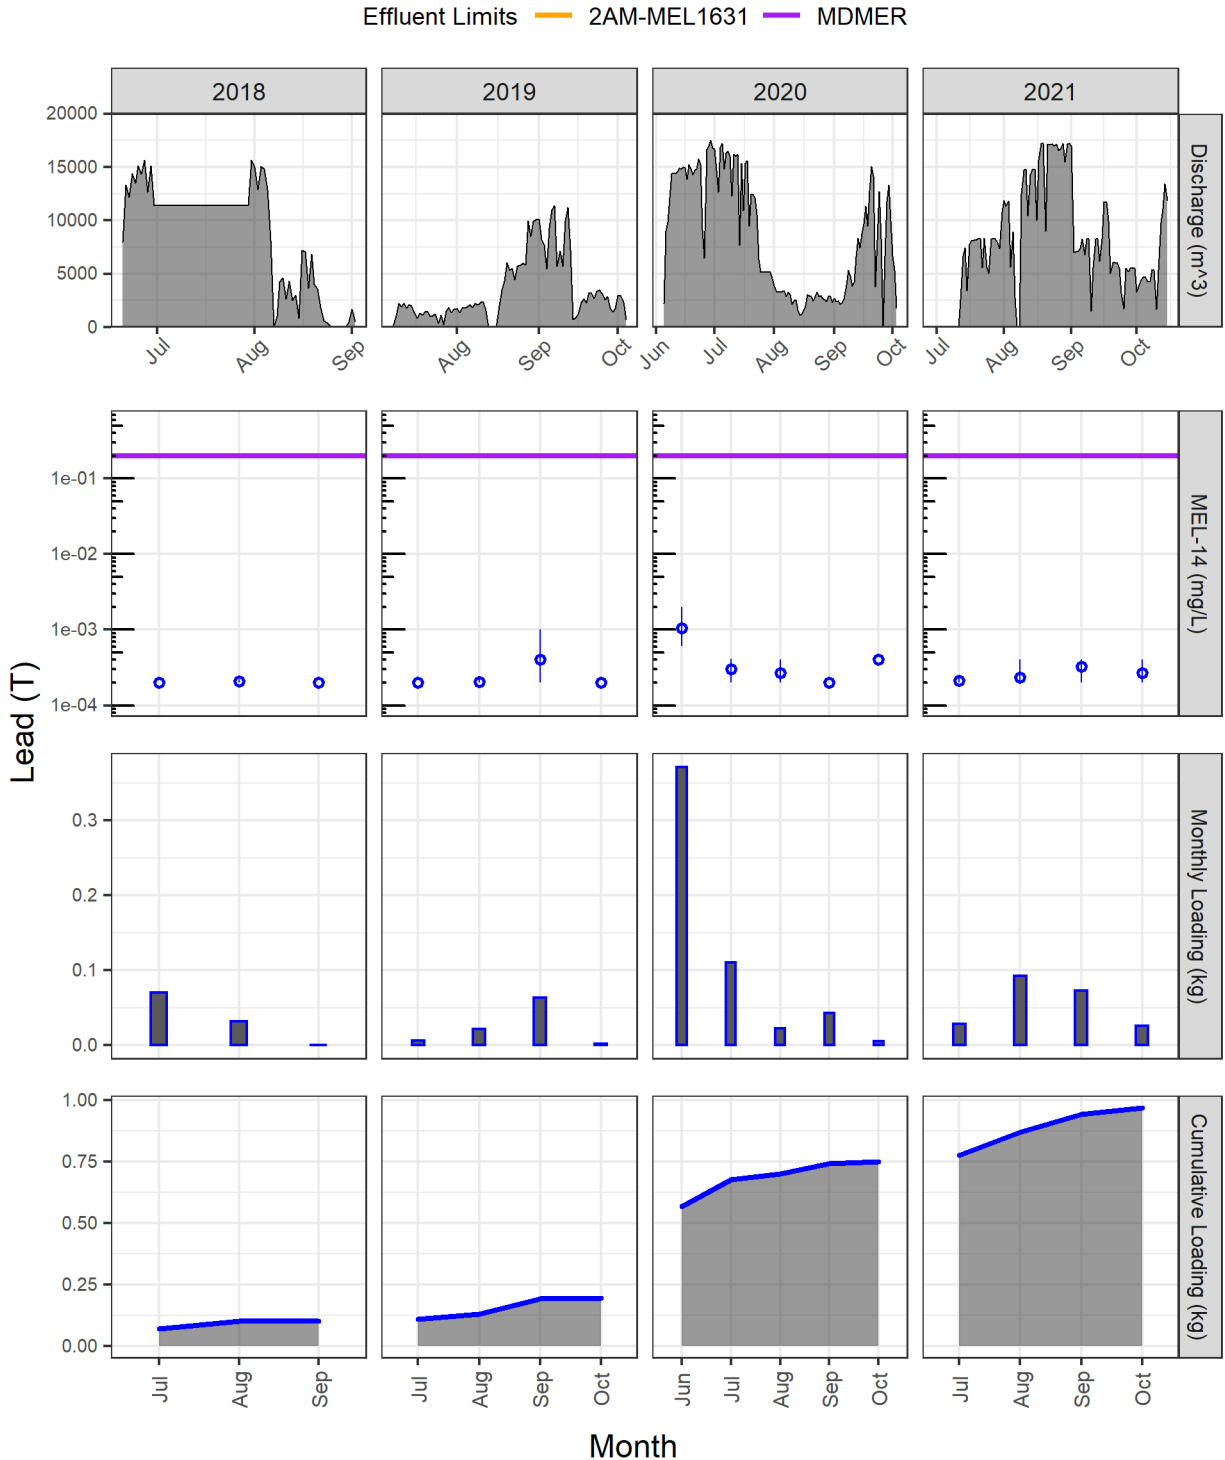 Effluent Limits 2AM-MEL1631 MDMER
2018 2019 2020 2021
20000
15000
10000
5000
0
Discharge (m^3)
Jul Aug Sep Aug Sep Oct Jun Jul Aug Sep Oct Jul Aug Sep Oct
1e-01
1e-02
1e-03
1e-04
MEL-14 (mg/L)
Lead (T)
0.3
0.2
0.1
0.0
Monthly Loading (kg)
1.00
0.75
0.50
0.25
0.00
Cumulative Loading (kg)
Jul Aug Sep Jul Aug Sep Oct Jun Jul Aug Sep Oct Jul Aug Sep Oct
Month